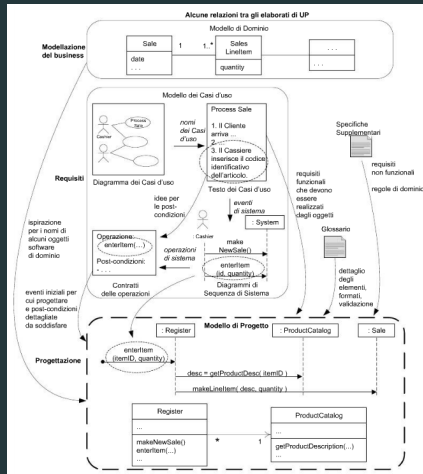 Alcune relazioni tra gli elaborati di UP
Modello di Dominio
Modellazione
del business
Sale
date
. . .
1
1..*
Sales
LineItem
quantity
. . .
. . .
Modello dei Casi d'uso
Requisiti
Process
Sale
Cashier
Diagramma dei Casi d'uso
nomi
dei Casi
d'uso
Process Sale
1. Il Cliente
arriva ...
2. ...
3. Il Cassiere
inserisce il codice
identificativo
dell'articolo.
Testo dei Casi d'uso
Specifiche
Supplementari
requisiti
non funzionali
regole di dominio
requisiti
funzionali
che devono
essere
realizzati
dagli oggetti
Glossario
dettaglio
degli
elementi,
formati,
validazione
ispirazione
per i nomi di
alcuni oggetti
software
di dominio
idee per
le post-
condizioni
eventi
di sistema
Operazione:
enterItem(…)
Post-condizioni:
- . . .
Contratti
delle operazioni
operazioni
di sistema
: Cashier
: System
make
NewSale()
enterItem
(id, quantity)
Diagrammi di
Sequenza di Sistema
eventi iniziali per
cui progettare
e post-condizioni
dettagliate
da soddisfare
Modello di Progetto
Progettazione
: Register
: ProductCatalog
: Sale
enterItem
(itemID, quantity)
desc = getProductDesc( itemID )
makeLineItem( desc, quantity )
Register
...
makeNewSale()
enterItem(...)
...
*
1
ProductCatalog
...
getProductDescription(...)
...